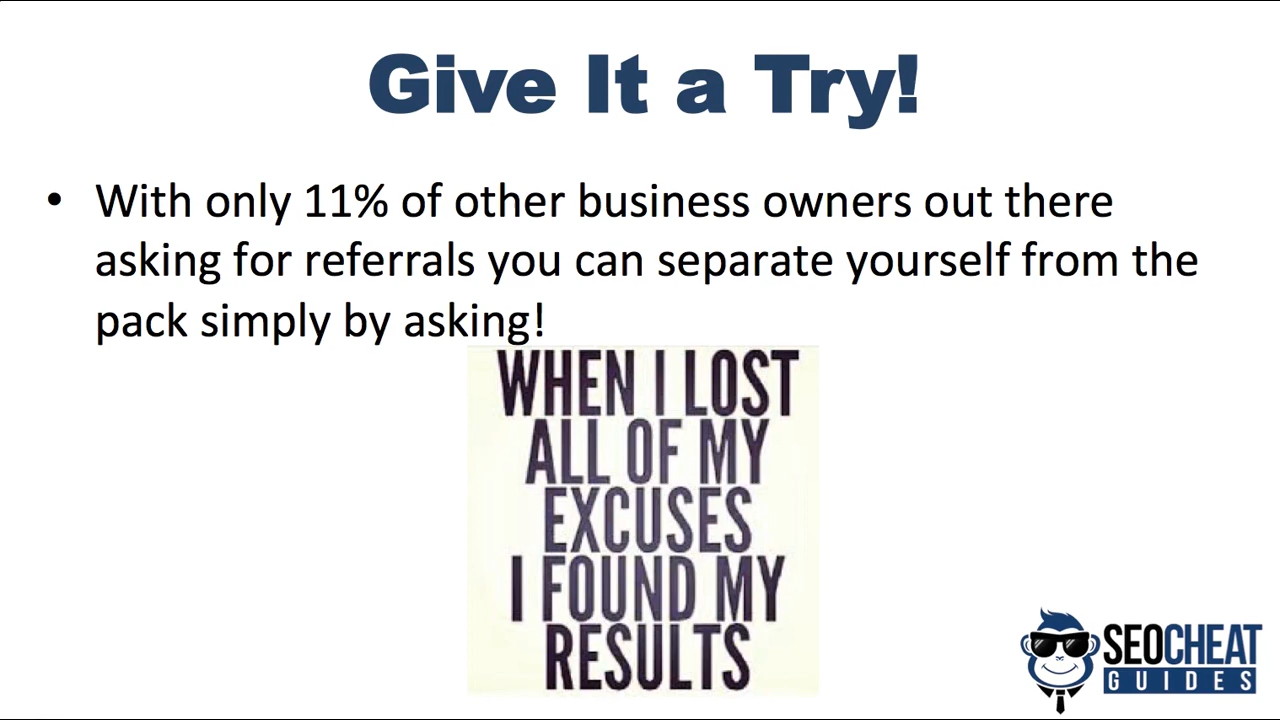 Give It a Try!
• With only 11% of other business owners out there
asking for referrals you can separate yourself from the
pack simply by asking!
WHEN I LOST
ALL OF MY
EXCUSES
I FOUND MY
RESULTS
SEOCHEAT
GUIDES